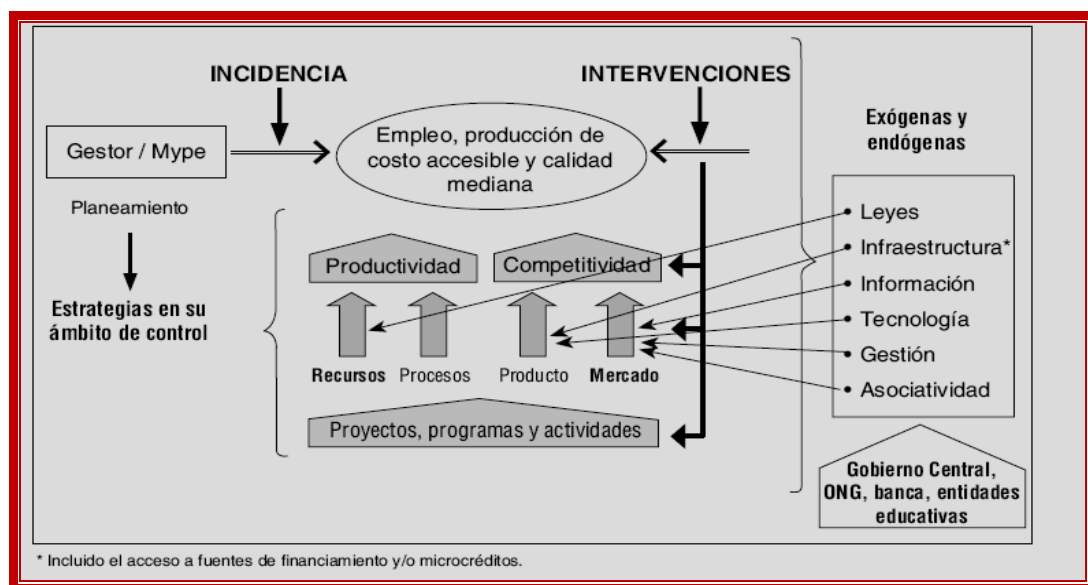 INCIDENCIA
INTERVENCIONES
Gestor / Mype
Empleo, producción de
costo accesible y calidad
mediana
Exógenas y
endógenas
Planeamiento
Estrategias en su
ámbito de control
Productividad
Competitividad
Recursos
Procesos
Producto
Mercado
Proyectos, programas y actividades
• Leyes
• Infraestructura*
• Información
• Tecnología
• Gestión
• Asociatividad
Gobierno Central,
ONG, banca, entidades
educativas
* Incluido el acceso a fuentes de financiamiento y/o microcréditos.